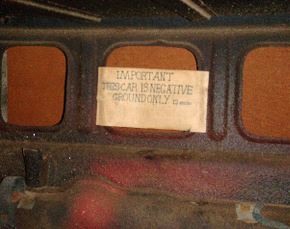 IMPORTANT
THIS CAR IS NEGATIVE
GROUND ONLY